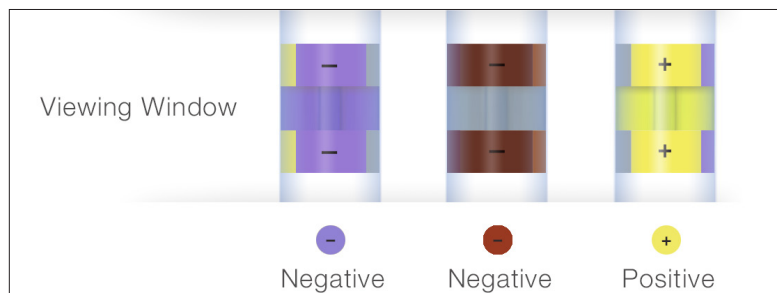 − − +
Viewing Window
− − +
− − +
Negative Negative Positive